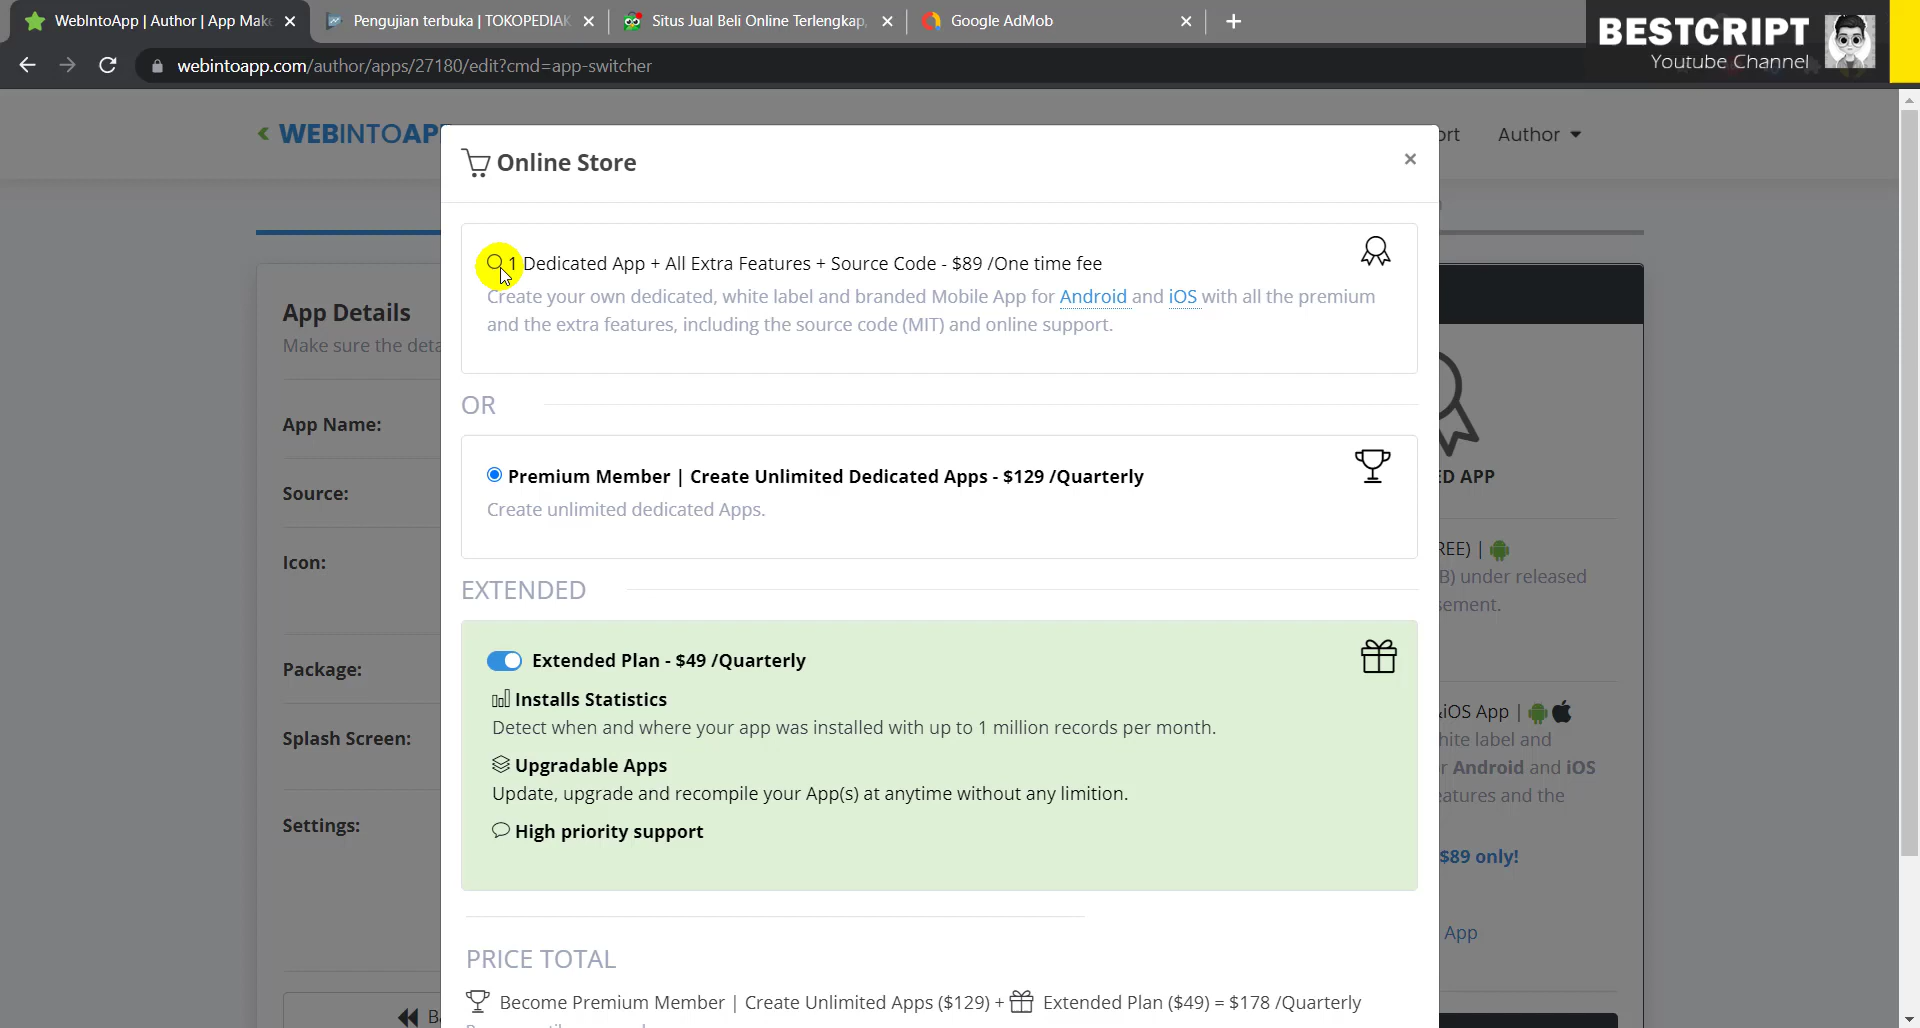 WebIntoApp | Author | App Make
Pengujian terbuka | TOKOPEDIAK
Situs Jual Beli Online Terlengkap,
Google AdMob
BESTCRIPT
Youtube Channel
webintoapp.com/author/apps/27180/edit?cmd=app-switcher
WEBINTOAP
ort
Author
Online Store
1 Dedicated App + All Extra Features + Source Code - $89 /One time fee
Create your own dedicated, white label and branded Mobile App for Android and iOS with all the premium
and the extra features, including the source code (MIT) and online support.
App Details
Make sure the deta
OR
App Name:
Premium Member | Create Unlimited Dedicated Apps - $129 /Quarterly
Create unlimited dedicated Apps.
D APP
Source:
REE) |
B) under released
sement.
Icon:
EXTENDED
Extended Plan - $49 /Quarterly
Package:
Installs Statistics
Detect when and where your app was installed with up to 1 million records per month.
iOS App |
hite label and
r Android and iOS
eatures and the
Splash Screen:
Upgradable Apps
Update, upgrade and recompile your App(s) at anytime without any limition.
Settings:
High priority support
$89 only!
App
PRICE TOTAL
Become Premium Member | Create Unlimited Apps ($129) + Extended Plan ($49) = $178 /Quarterly
Ba